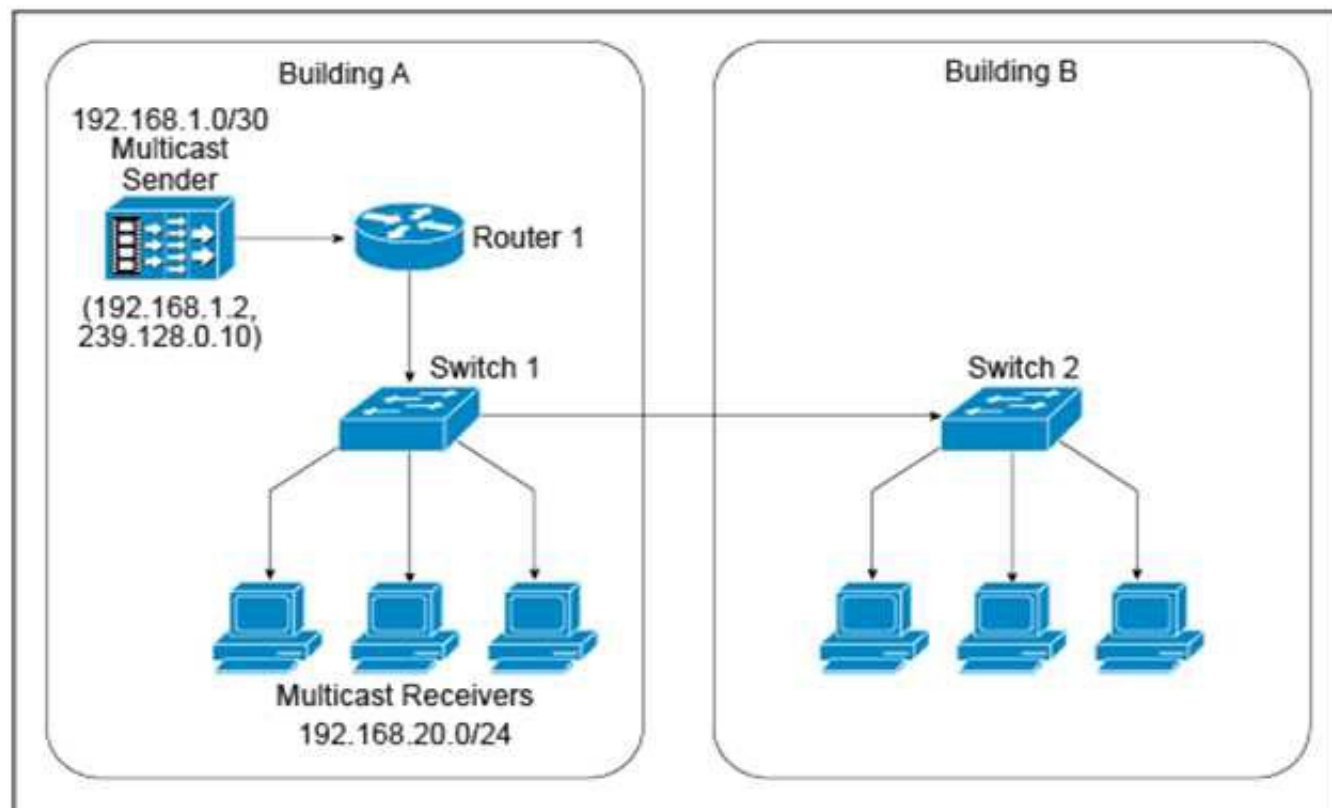 Building A
Building B
192.168.1.0/30
Multicast
Sender
Router 1
(192.168.1.2,
239.128.0.10)
Switch 1
Switch 2
Multicast Receivers
192.168.20.0/24